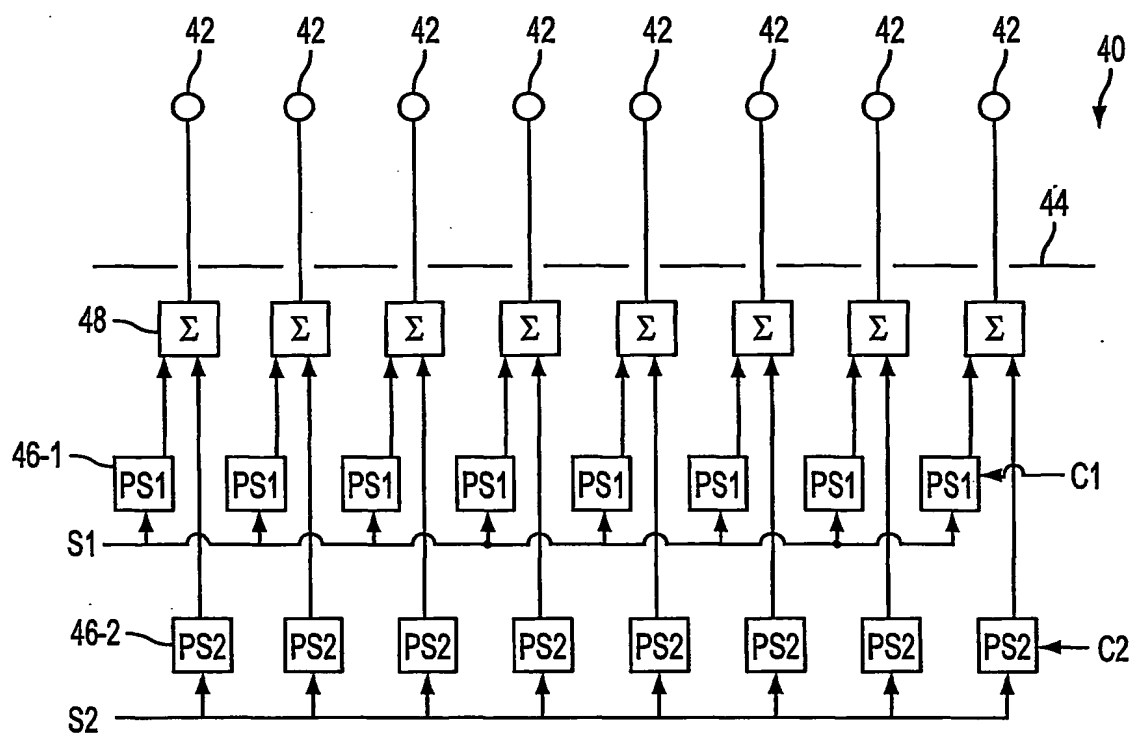 42 42 42 42 42 42 42 42
40
44
48 Σ Σ Σ Σ Σ Σ Σ Σ
46-1 PS1 PS1 PS1 PS1 PS1 PS1 PS1 PS1 C1
S1
46-2 PS2 PS2 PS2 PS2 PS2 PS2 PS2 PS2 C2
S2